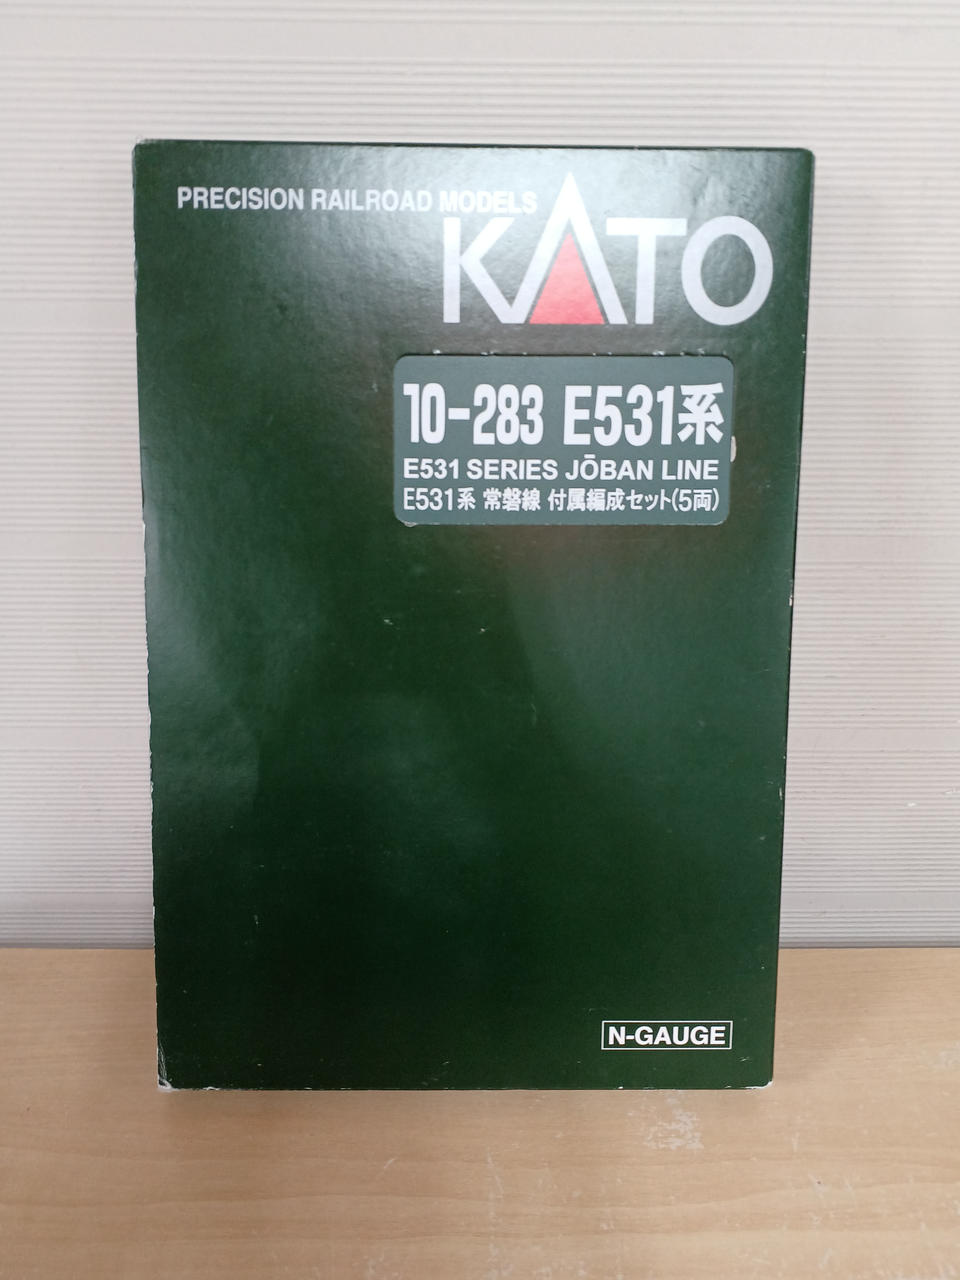 PRECISION RAILROAD MODELS
KATO
10-283 E531系
E531 SERIES JŌBAN LINE
E531系 常磐線 付属編成セット(5両)
N-GAUGE